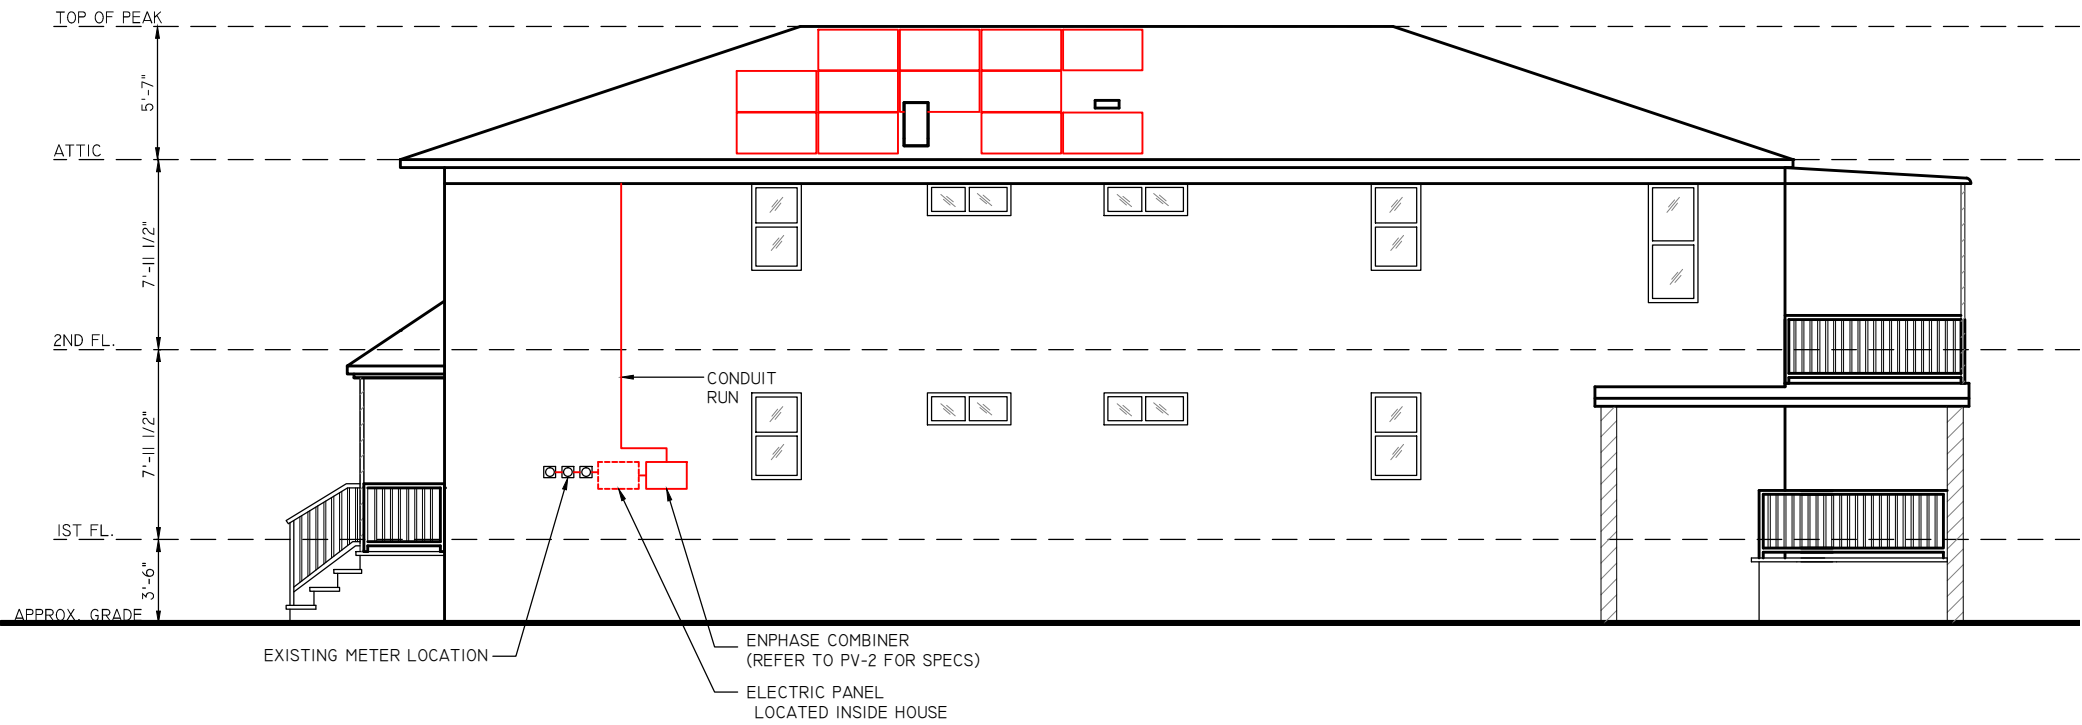 TOP OF PEAK
5'-7"
ATTIC
7'-11 1/2"
2ND FL.
CONDUIT
RUN
7'-11 1/2"
1ST FL.
3'-6"
APPROX. GRADE
ENPHASE COMBINER
(REFER TO PV-2 FOR SPECS)
EXISTING METER LOCATION
ELECTRIC PANEL
LOCATED INSIDE HOUSE